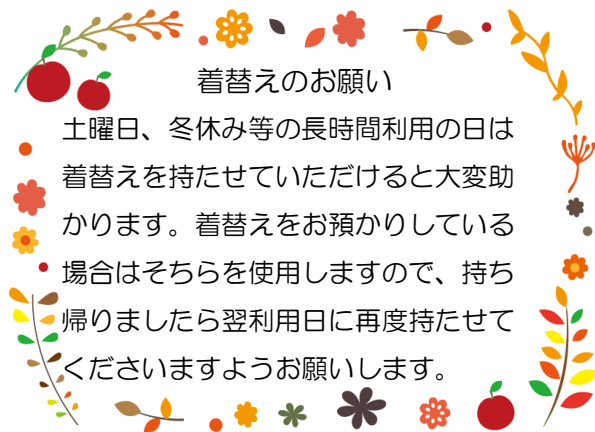 着替えのお願い
土曜日、冬休み等の長時間利用の日は
着替えを持たせていただけると大変助
かります。着替えをお預かりしている
場合はそちらを使用しますので、持ち
帰りましたら翌利用日に再度持たせて
くださいますようお願いします。